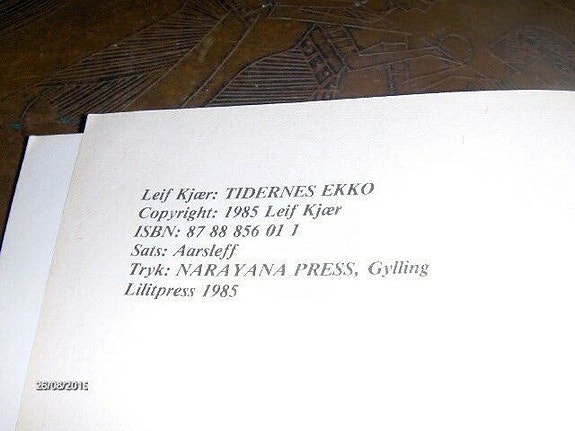 Leif Kjær: TIDERNES EKKO
Copyright: 1985 Leif Kjær
ISBN: 87 88 856 01 1
Sats: Aarsleff
Tryk: NARAYANA PRESS, Gylling
Lilitpress 1985
26/08/2015